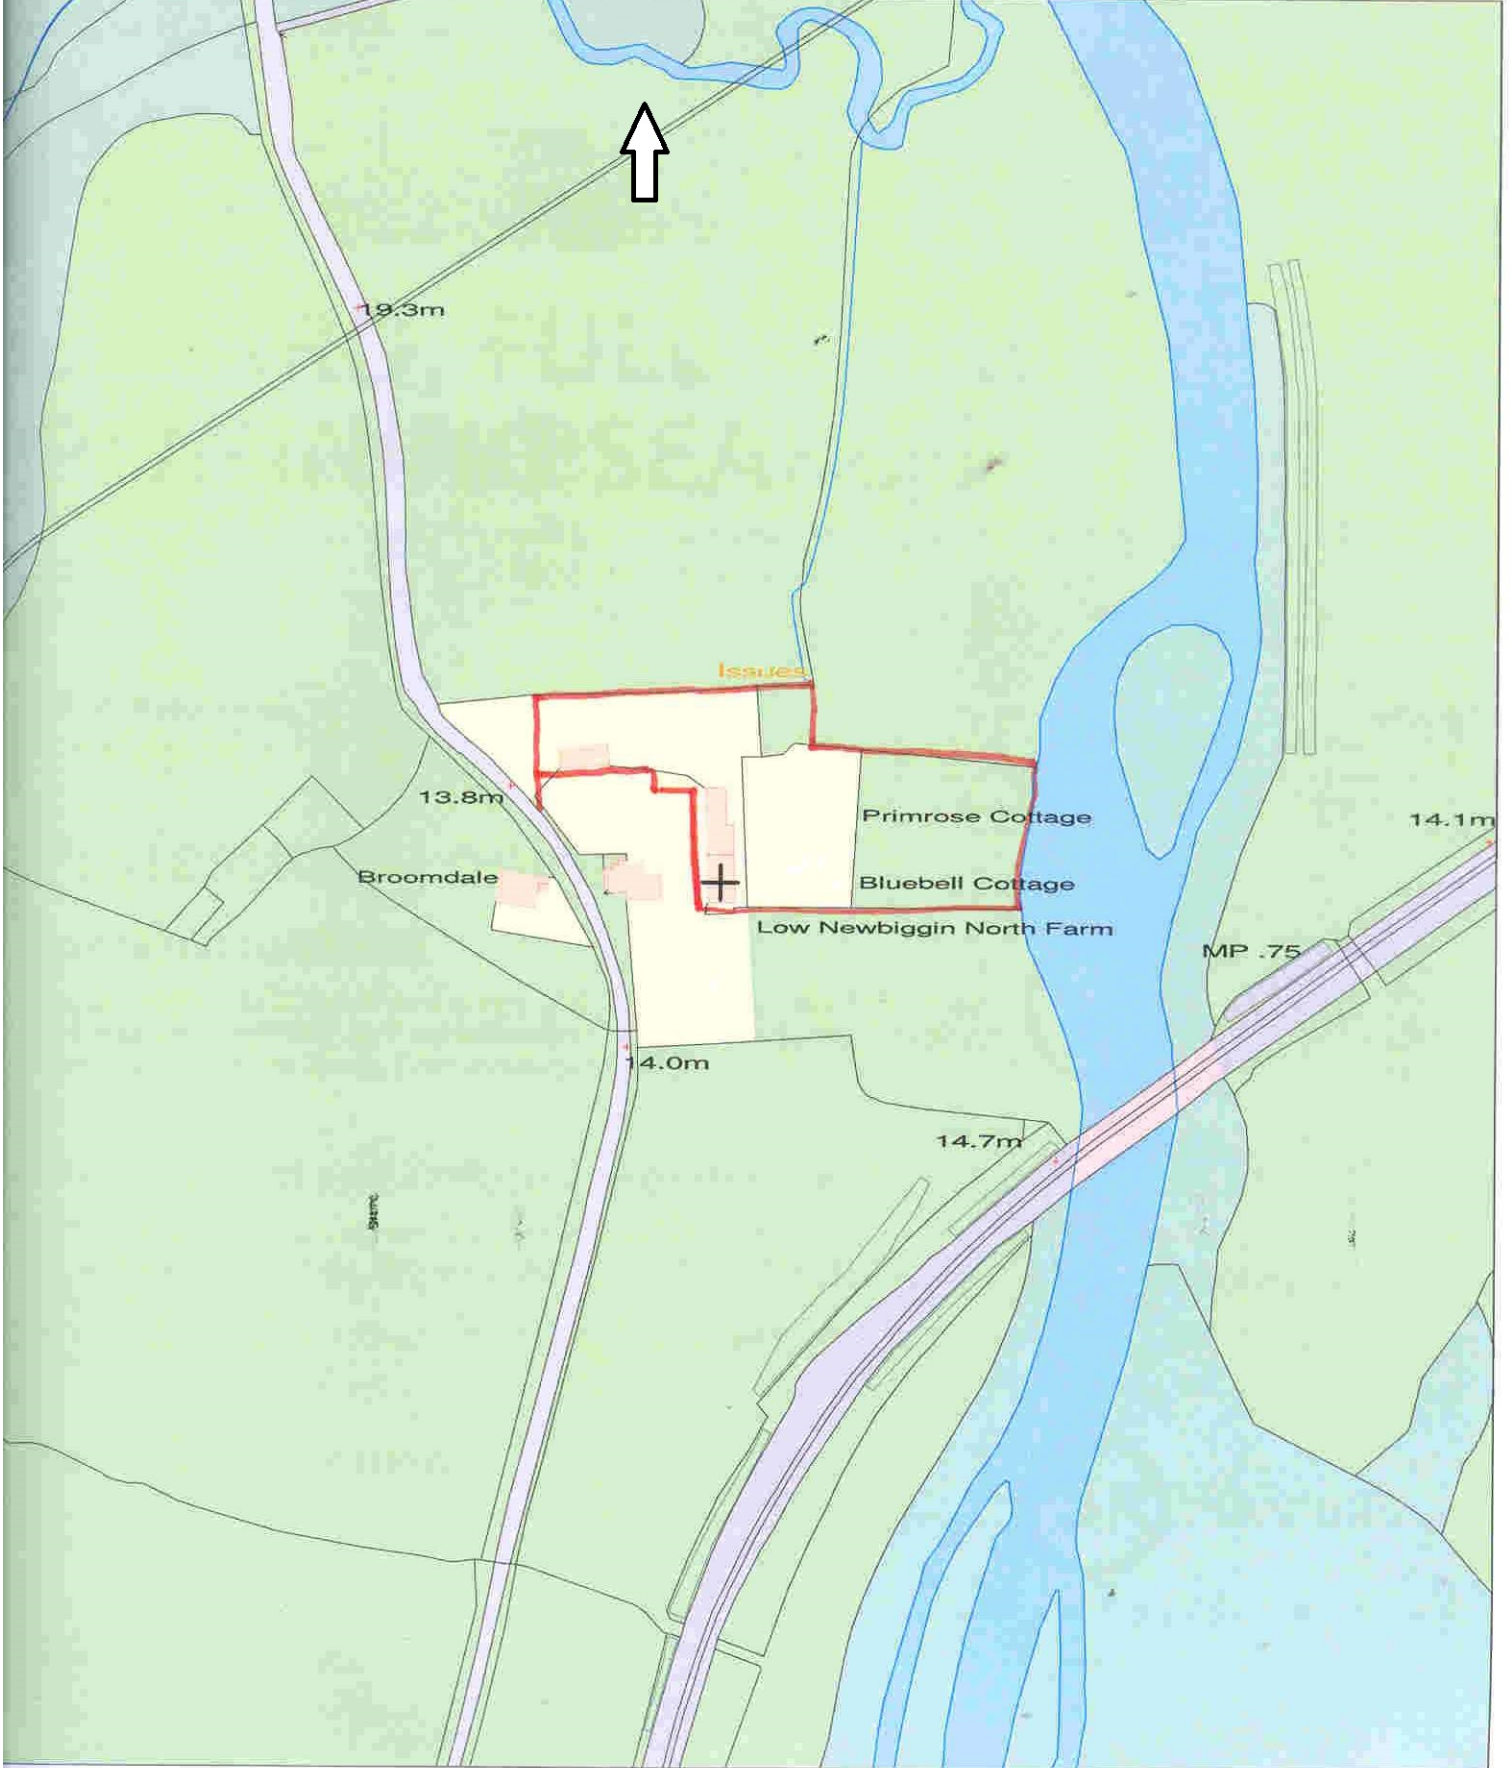 19.3m
Issues
13.8m
Primrose Cottage
14.1m
Broomdale
Bluebell Cottage
Low Newbiggin North Farm
MP .75
14.0m
14.7m